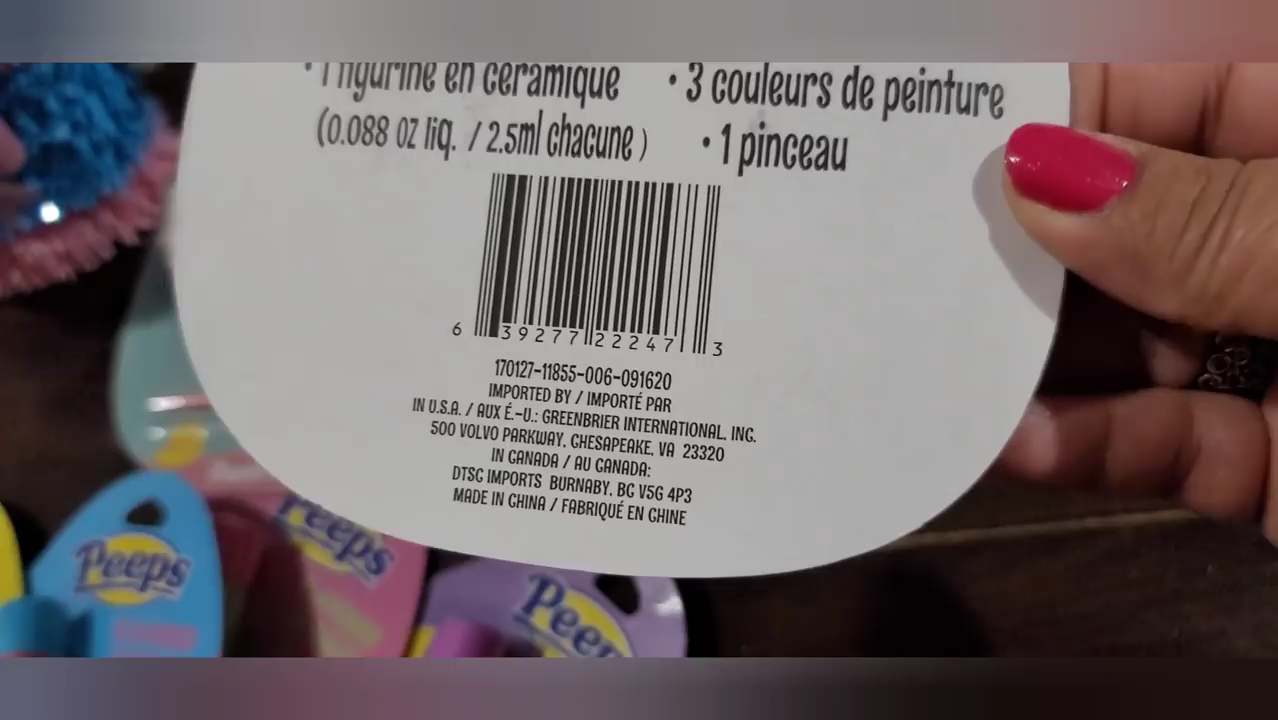 • 1 figurine en céramique • 3 couleurs de peinture
(0.088 oz liq. / 2.5ml chacune ) • 1 pinceau
6 39277 22247 3
170127-11855-006-091620
IMPORTED BY / IMPORTÉ PAR
IN U.S.A. / AUX É.-U.: GREENBRIER INTERNATIONAL, INC.
500 VOLVO PARKWAY, CHESAPEAKE, VA 23320
IN CANADA / AU CANADA:
DTSC IMPORTS BURNABY, BC V5G 4P3
MADE IN CHINA / FABRIQUÉ EN CHINE
Peeps
Peeps
Peep